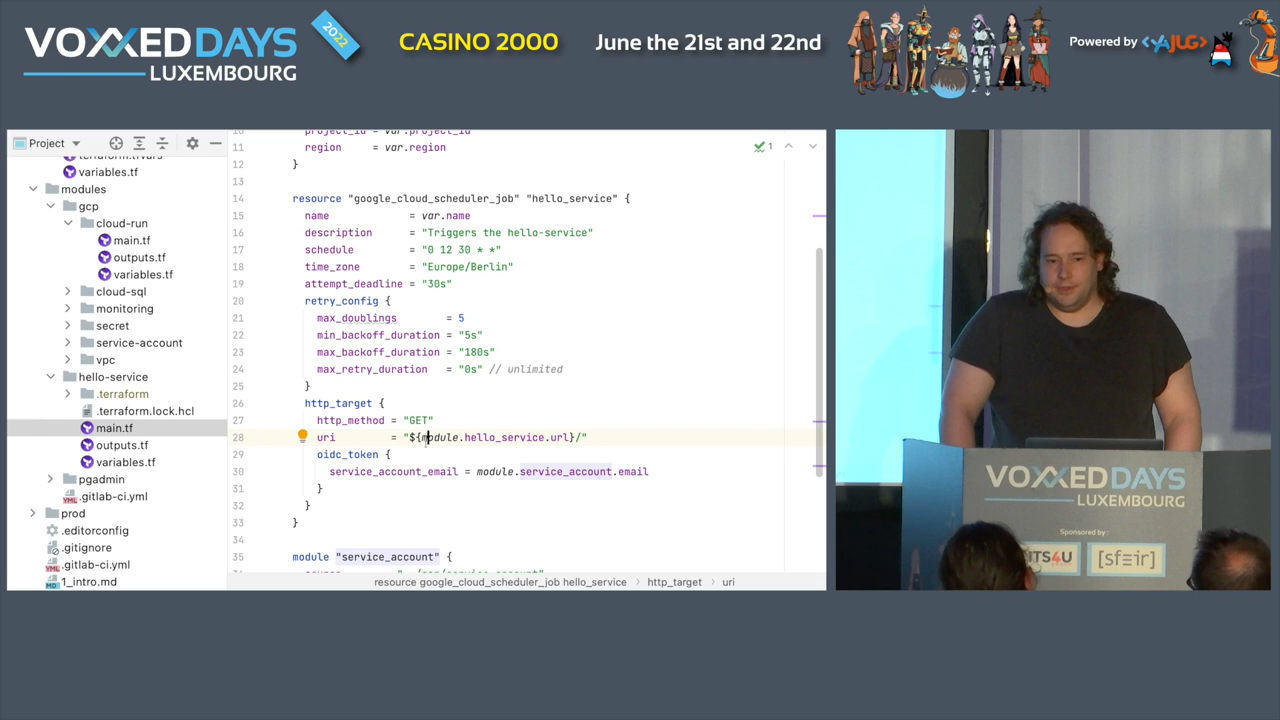 VOXXED DAYS
LUXEMBOURG
2022
CASINO 2000
June the 21st and 22nd
Powered by <YAJUG>
Project
terraform.tfvars
variables.tf
modules
gcp
cloud-run
main.tf
outputs.tf
variables.tf
cloud-sql
monitoring
secret
service-account
vpc
hello-service
.terraform
.terraform.lock.hcl
main.tf
outputs.tf
variables.tf
pgadmin
.gitlab-ci.yml
prod
.editorconfig
.gitignore
.gitlab-ci.yml
1_intro.md
10 project_id = var.project_id
11 region = var.region
12 }
13
14 resource "google_cloud_scheduler_job" "hello_service" {
15 name = var.name
16 description = "Triggers the hello-service"
17 schedule = "0 12 30 * *"
18 time_zone = "Europe/Berlin"
19 attempt_deadline = "30s"
20 retry_config {
21 max_doublings = 5
22 min_backoff_duration = "5s"
23 max_backoff_duration = "180s"
24 max_retry_duration = "0s" // unlimited
25 }
26 http_target {
27 http_method = "GET"
28 uri = "${module.hello_service.url}/"
29 oidc_token {
30 service_account_email = module.service_account.email
31 }
32 }
33 }
34
35 module "service_account" {
1
resource google_cloud_scheduler_job hello_service
http_target
uri
VOXXED DAYS
LUXEMBOURG
Sponsored by :
ITS4U
[sfeir]